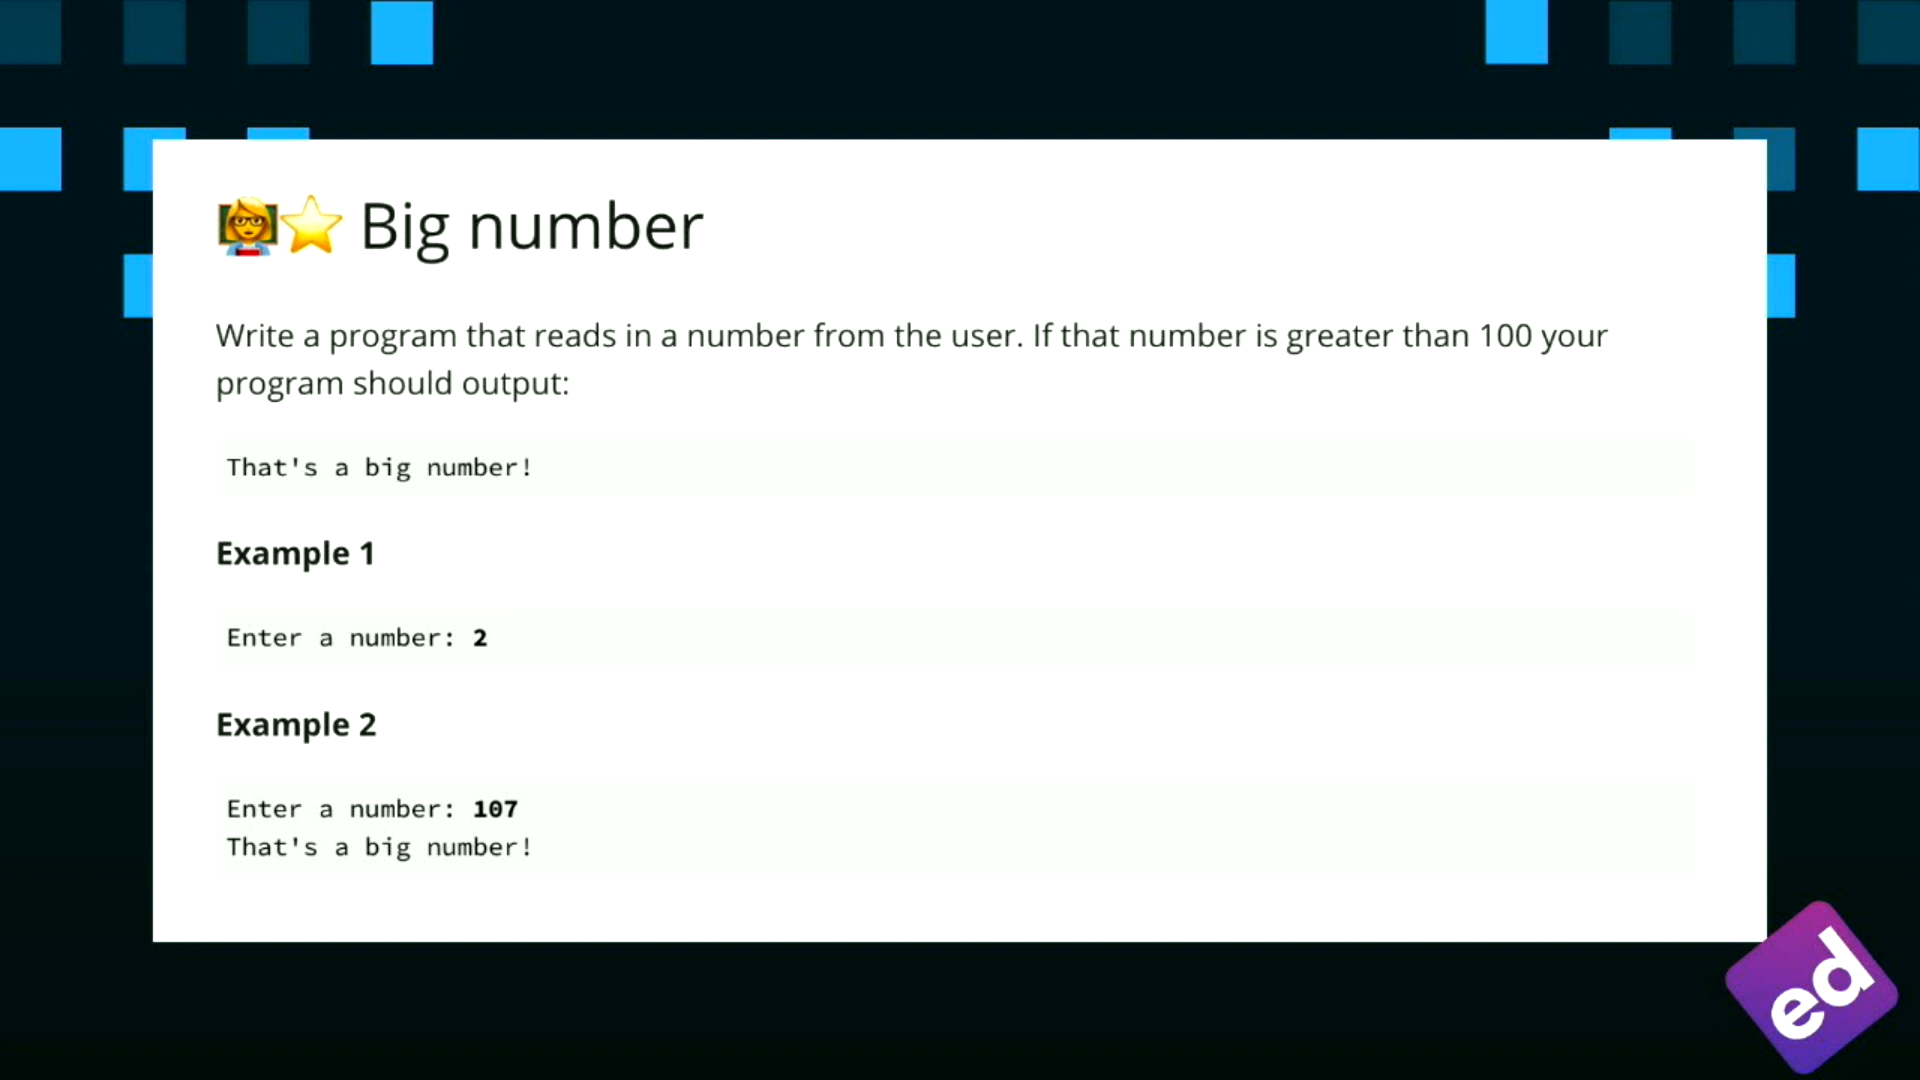 Big number
Write a program that reads in a number from the user. If that number is greater than 100 your
program should output:
That's a big number!
Example 1
Enter a number: 2
Example 2
Enter a number: 107
That's a big number!
ed